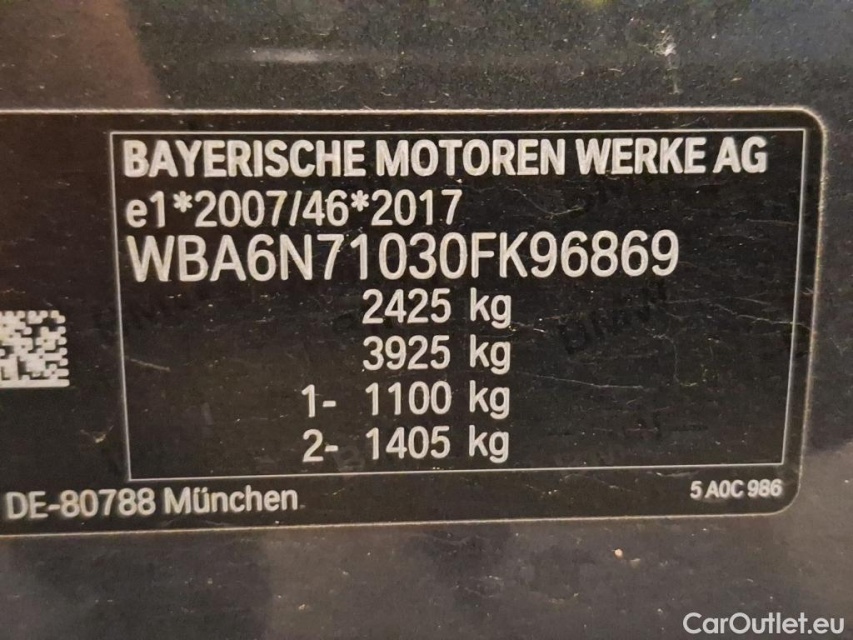 BAYERISCHE MOTOREN WERKE AG
e1*2007/46*2017
WBA6N71030FK96869
2425 kg
3925 kg
1- 1100 kg
2- 1405 kg
DE-80788 München
5 A0C 986
CarOutlet.eu